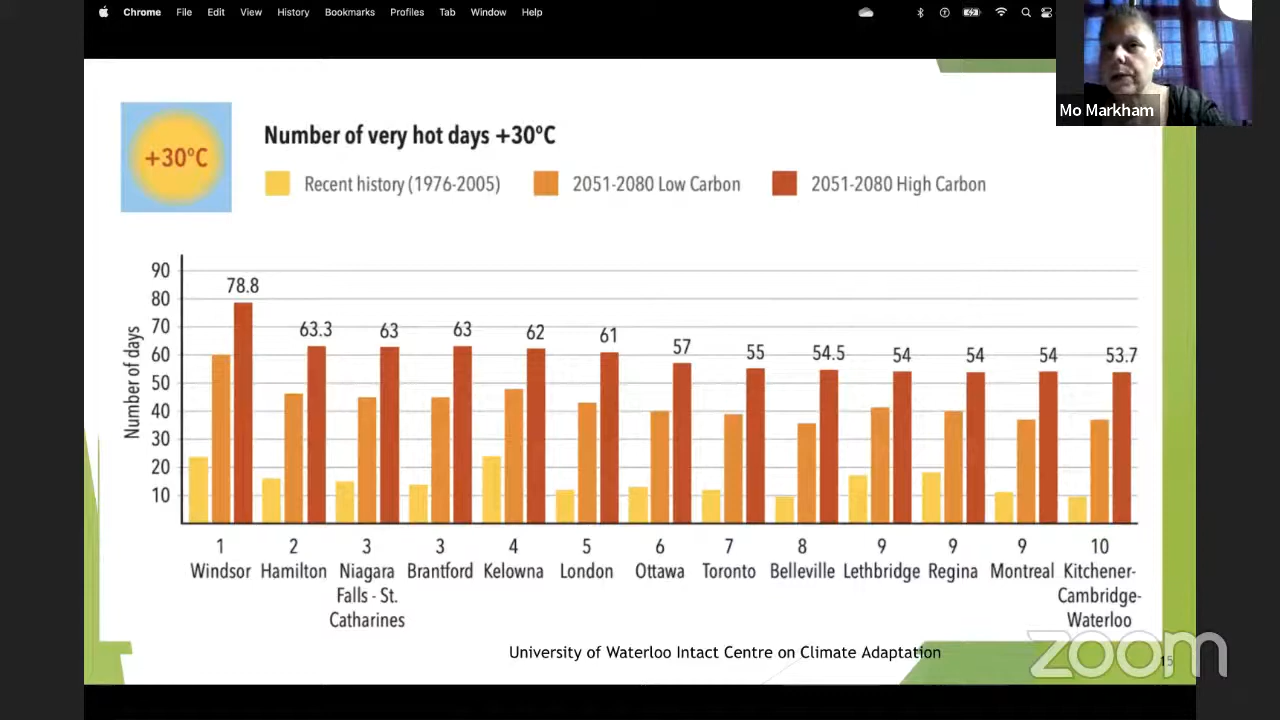 Chrome File Edit View History Bookmarks Profiles Tab Window Help
Mo Markham
+30°C
Number of very hot days +30°C
Recent history (1976-2005) 2051-2080 Low Carbon 2051-2080 High Carbon
Number of days
90
80
70
60
50
40
30
20
10
78.8 63.3 63 63 62 61 57 55 54.5 54 54 54 53.7
1 2 3 3 4 5 6 7 8 9 9 9 10
Windsor Hamilton Niagara Brantford Kelowna London Ottawa Toronto Belleville Lethbridge Regina Montreal Kitchener-
Falls - St. Cambridge-
Catharines Waterloo
University of Waterloo Intact Centre on Climate Adaptation
zoom
15